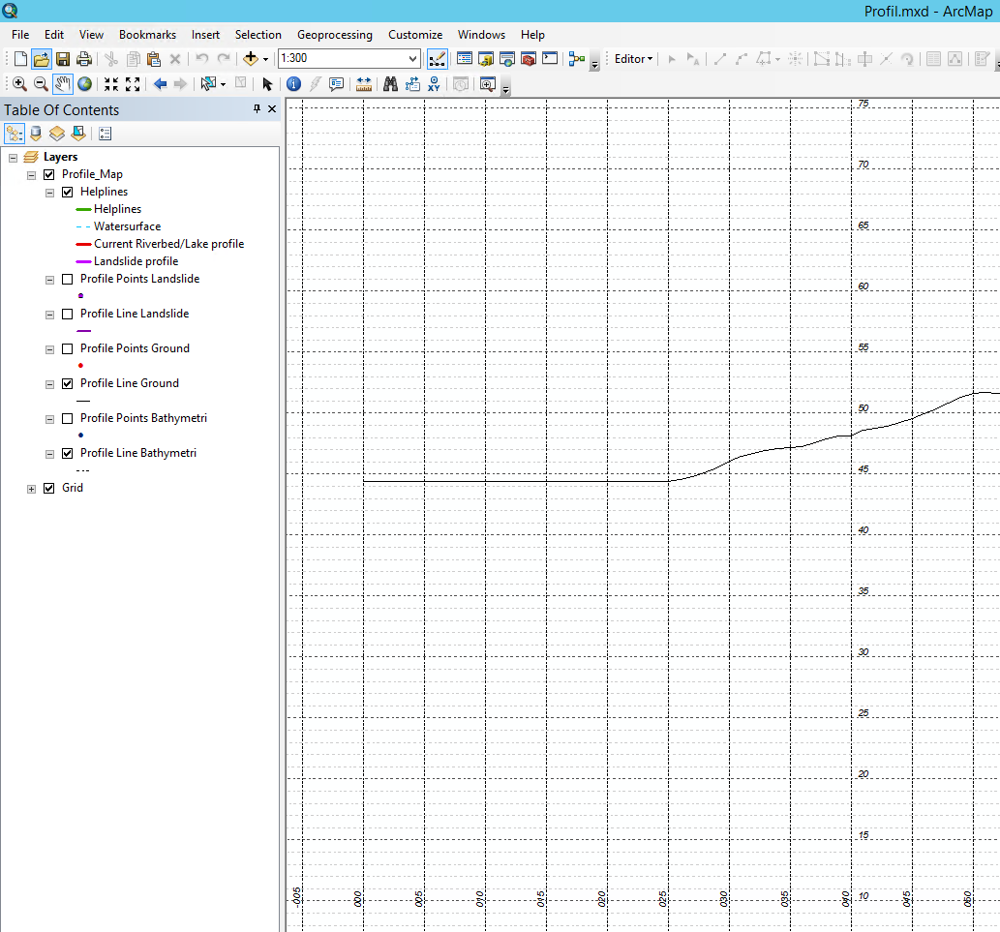 Profil.mxd - ArcMap
File Edit View Bookmarks Insert Selection Geoprocessing Customize Windows Help
1:300
Editor
XY
Table Of Contents
Layers
Profile_Map
Helplines
Helplines
Watersurface
Current Riverbed/Lake profile
Landslide profile
Profile Points Landslide
Profile Line Landslide
Profile Points Ground
Profile Line Ground
Profile Points Bathymetri
Profile Line Bathymetri
Grid
75
70
65
60
55
50
45
40
35
30
25
20
15
10
-005 000 005 010 015 020 025 030 035 040 045 050